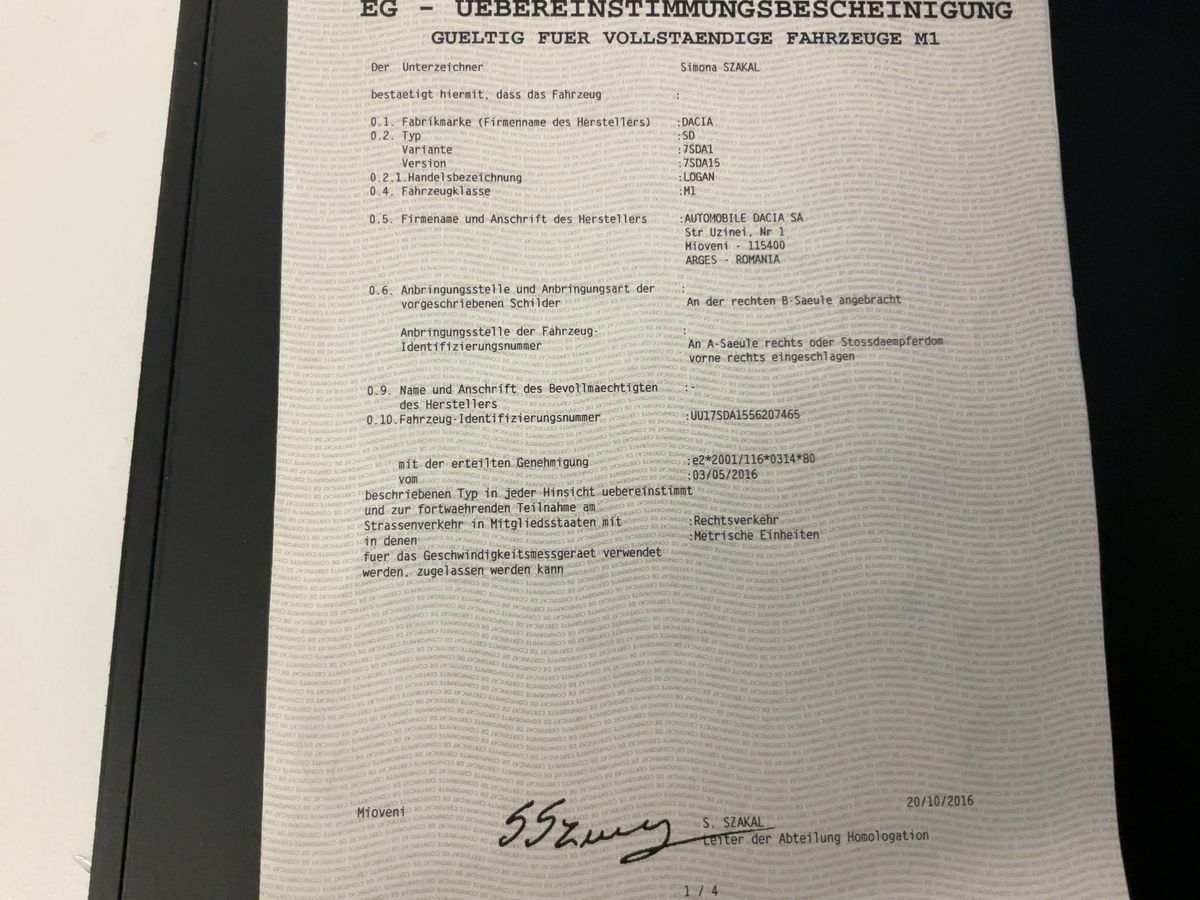 EG - UEBEREINSTIMMUNGSBESCHEINIGUNG
GUELTIG FUER VOLLSTAENDIGE FAHRZEUGE M1
Der Unterzeichner Simona SZAKAL
bestaetigt hiermit, dass das Fahrzeug :
0.1. Fabrikmarke (Firmenname des Herstellers) :DACIA
0.2. Typ :SD
Variante :7SDA1
Version :7SDA15
0.2.1.Handelsbezeichnung :LOGAN
0.4. Fahrzeugklasse :M1
0.5. Firmename und Anschrift des Herstellers :AUTOMOBILE DACIA SA
Str Uzinei, Nr 1
Mioveni - 115400
ARGES - ROMANIA
0.6. Anbringungsstelle und Anbringungsart der :
vorgeschriebenen Schilder An der rechten B-Saeule angebracht
Anbringungsstelle der Fahrzeug- :
Identifizierungsnummer An A-Saeule rechts oder Stossdaempferdom
vorne rechts eingeschlagen
0.9. Name und Anschrift des Bevollmaechtigten :-
des Herstellers
0.10.Fahrzeug-Identifizierungsnummer :UU17SDA1556207465
mit der erteilten Genehmigung :e2*2001/116*0314*80
vom :03/05/2016
beschriebenen Typ in jeder Hinsicht uebereinstimmt
und zur fortwaehrenden Teilnahme am
Strassenverkehr in Mitgliedsstaaten mit :Rechtsverkehr
in denen :Metrische Einheiten
fuer das Geschwindigkeitsmessgeraet verwendet
werden, zugelassen werden kann
Mioveni 20/10/2016
S. SZAKAL
Leiter der Abteilung Homologation
1 / 4